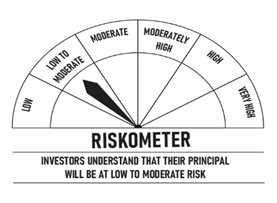 LOW
LOW TO
MODERATE
MODERATE
MODERATELY
HIGH
HIGH
VERY HIGH
RISKOMETER
INVESTORS UNDERSTAND THAT THEIR PRINCIPAL
WILL BE AT LOW TO MODERATE RISK